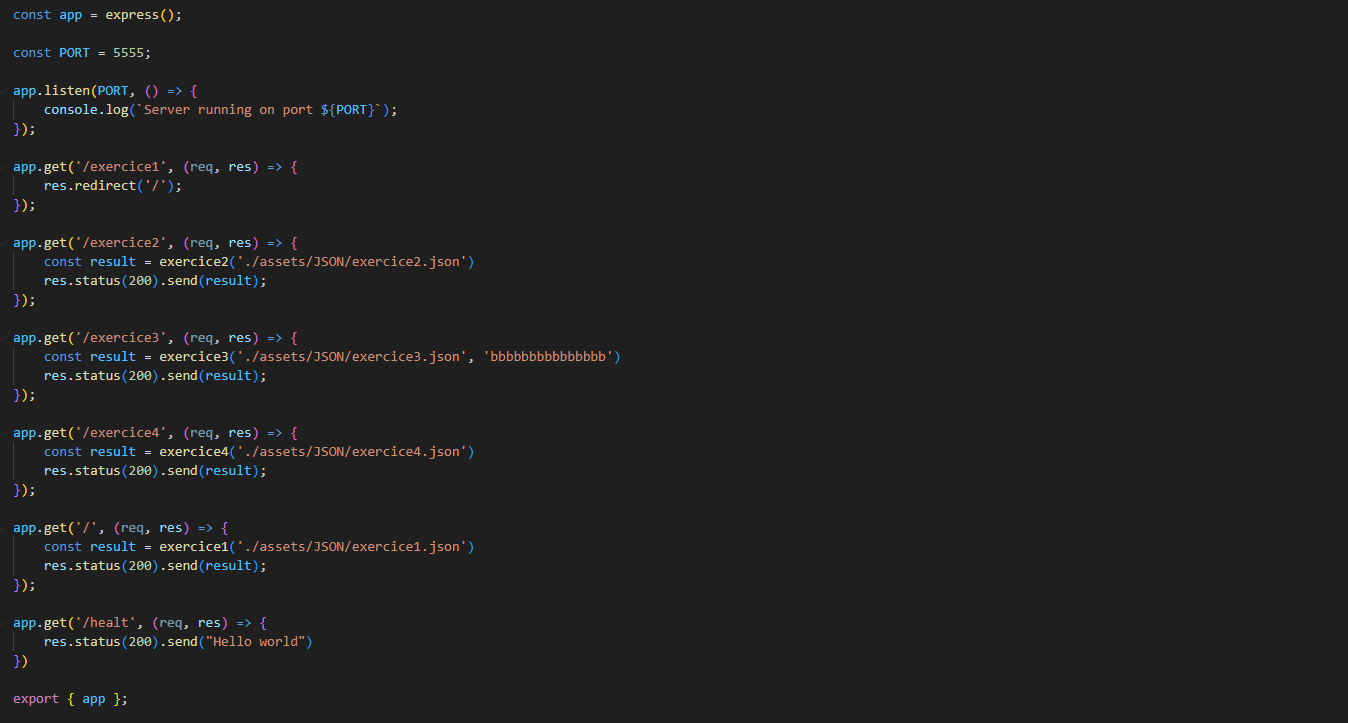 const app = express();
const PORT = 5555;
app.listen(PORT, () => {
    console.log(`Server running on port ${PORT}`);
});
app.get('/exercice1', (req, res) => {
    res.redirect('/');
});
app.get('/exercice2', (req, res) => {
    const result = exercice2('./assets/JSON/exercice2.json')
    res.status(200).send(result);
});
app.get('/exercice3', (req, res) => {
    const result = exercice3('./assets/JSON/exercice3.json', 'bbbbbbbbbbbbbbb')
    res.status(200).send(result);
});
app.get('/exercice4', (req, res) => {
    const result = exercice4('./assets/JSON/exercice4.json')
    res.status(200).send(result);
});
app.get('/', (req, res) => {
    const result = exercice1('./assets/JSON/exercice1.json')
    res.status(200).send(result);
});
app.get('/healt', (req, res) => {
    res.status(200).send("Hello world")
})
export { app };